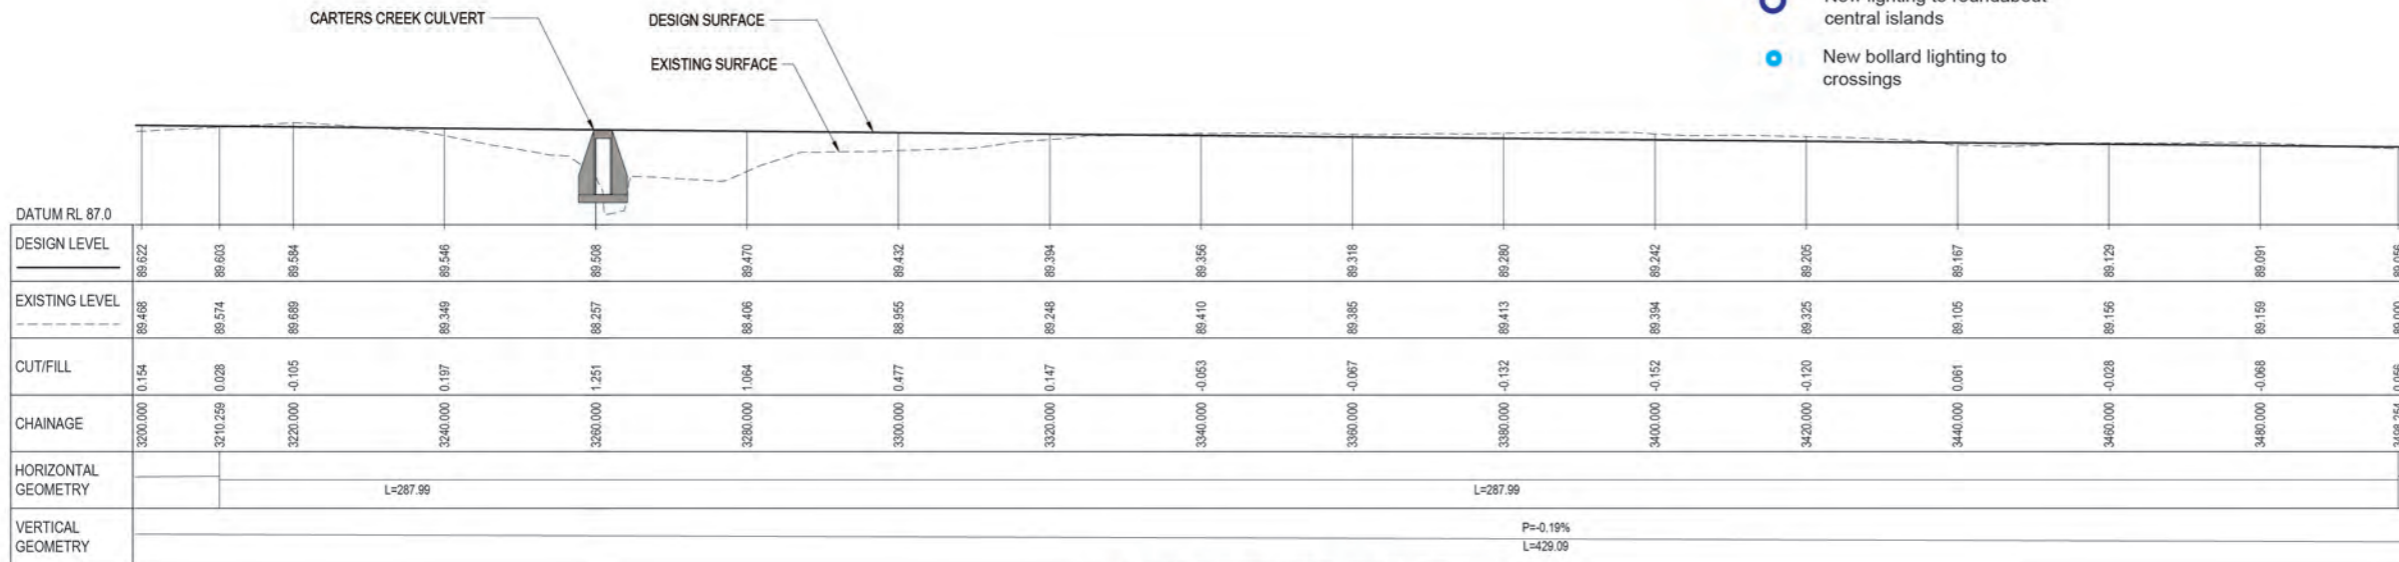 central islands
New bollard lighting to
crossings
CARTERS CREEK CULVERT
DESIGN SURFACE
EXISTING SURFACE
DATUM RL 87.0
DESIGN LEVEL 89.622 89.603 89.584 89.546 89.508 89.470 89.432 89.394 89.356 89.318 89.280 89.242 89.205 89.167 89.129 89.091
EXISTING LEVEL 89.468 89.574 89.689 89.349 88.257 88.406 88.955 89.248 89.410 89.385 89.413 89.394 89.325 89.105 89.156 89.159
CUT/FILL 0.154 0.028 -0.105 0.197 1.251 1.064 0.477 0.147 -0.053 -0.067 -0.132 -0.152 -0.120 0.061 -0.028 -0.068
CHAINAGE 3200.000 3210.259 3220.000 3240.000 3260.000 3280.000 3300.000 3320.000 3340.000 3360.000 3380.000 3400.000 3420.000 3440.000 3460.000 3480.000
HORIZONTAL
GEOMETRY
L=287.99 L=287.99
VERTICAL
GEOMETRY
P=-0.19%
L=429.09